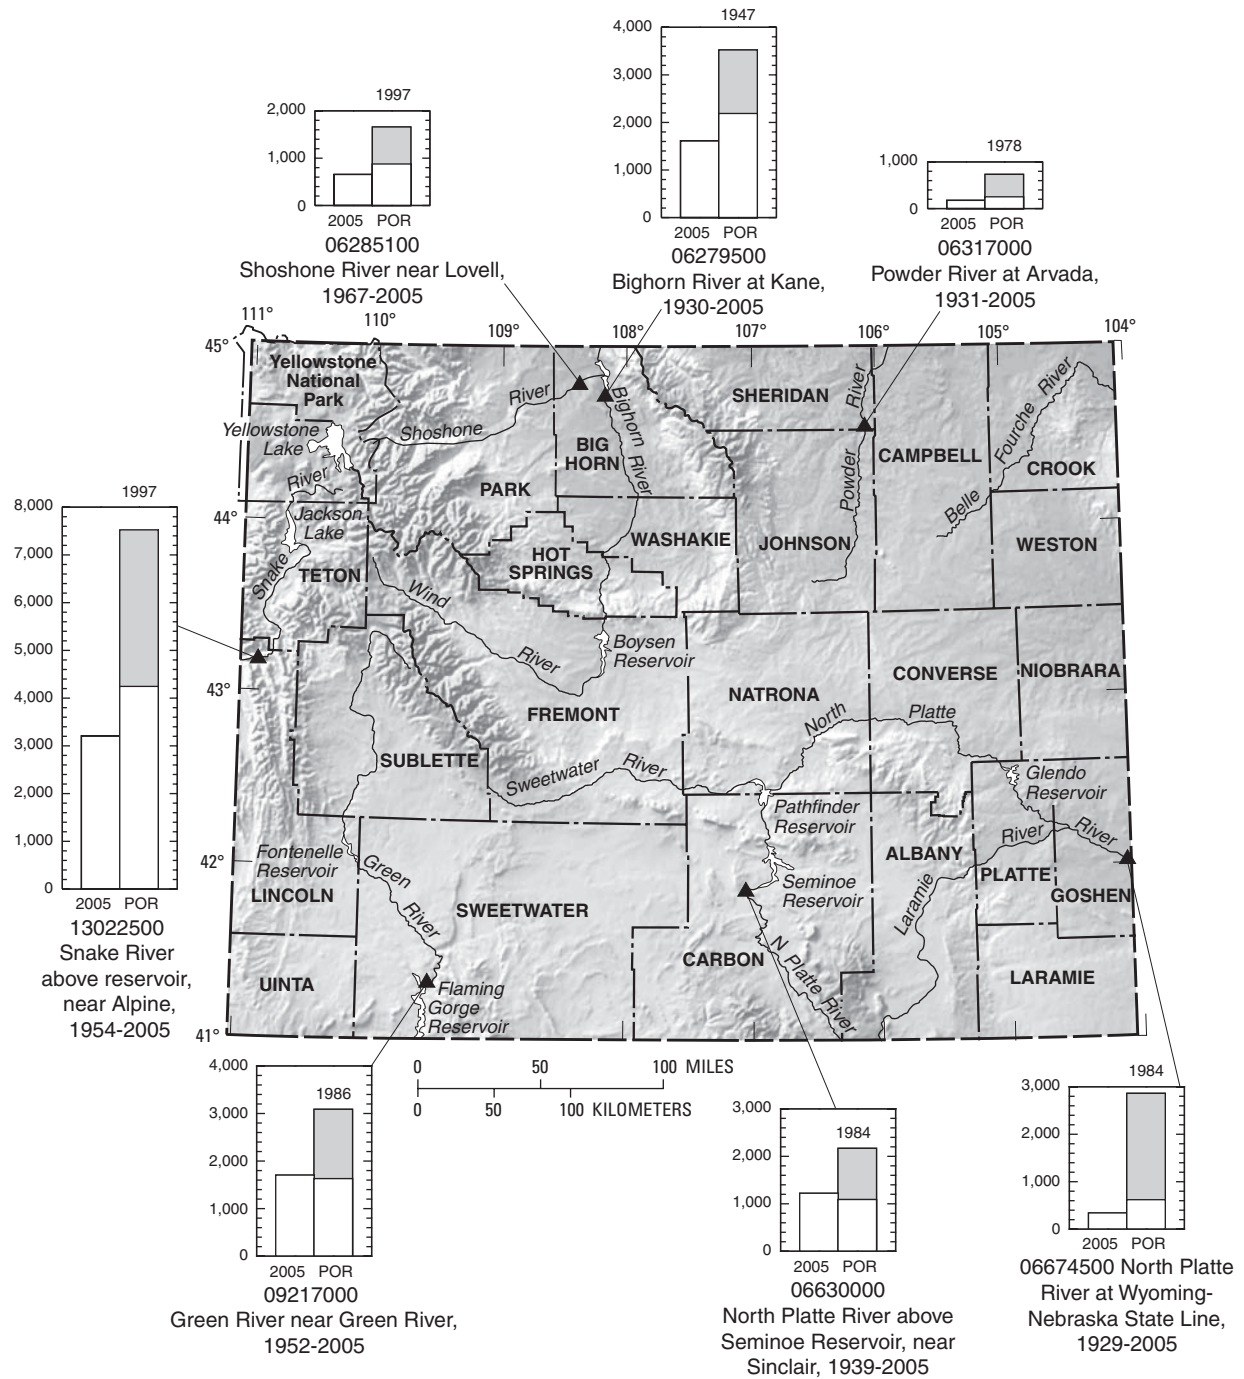 1947
4,000
3,000
2,000
1,000
0
2005 POR
06279500
Bighorn River at Kane,
1930-2005
1997
2,000
1,000
0
2005 POR
06285100
Shoshone River near Lovell,
1967-2005
1978
1,000
0
2005 POR
06317000
Powder River at Arvada,
1931-2005
111° 110° 109° 108° 107° 106° 105° 104°
45°
44°
43°
42°
41°
Yellowstone
National
Park
Yellowstone
Lake
River
Jackson
Lake
Snake
TETON
Shoshone
River
PARK
BIG
HORN
Bighorn River
SHERIDAN
River
Powder
CAMPBELL
Belle Fourche River
CROOK
HOT
SPRINGS
WASHAKIE
JOHNSON
WESTON
Wind
River
Boysen
Reservoir
FREMONT
NATRONA
CONVERSE
NIOBRARA
SUBLETTE
Sweetwater
River
North
Platte
Glendo
Reservoir
Pathfinder
Reservoir
River
River
Fontenelle
Reservoir
LINCOLN
Green
River
SWEETWATER
Seminoe
Reservoir
ALBANY
Laramie
PLATTE
GOSHEN
CARBON
N Platte River
UINTA
Flaming
Gorge
Reservoir
LARAMIE
1997
8,000
7,000
6,000
5,000
4,000
3,000
2,000
1,000
0
2005 POR
13022500
Snake River
above reservoir,
near Alpine,
1954-2005
0 50 100 MILES
0 50 100 KILOMETERS
4,000
3,000
2,000
1,000
0
1986
2005 POR
09217000
Green River near Green River,
1952-2005
3,000
2,000
1,000
0
1984
2005 POR
06630000
North Platte River above
Seminoe Reservoir, near
Sinclair, 1939-2005
1984
3,000
2,000
1,000
0
2005 POR
06674500 North Platte
River at Wyoming-
Nebraska State Line,
1929-2005